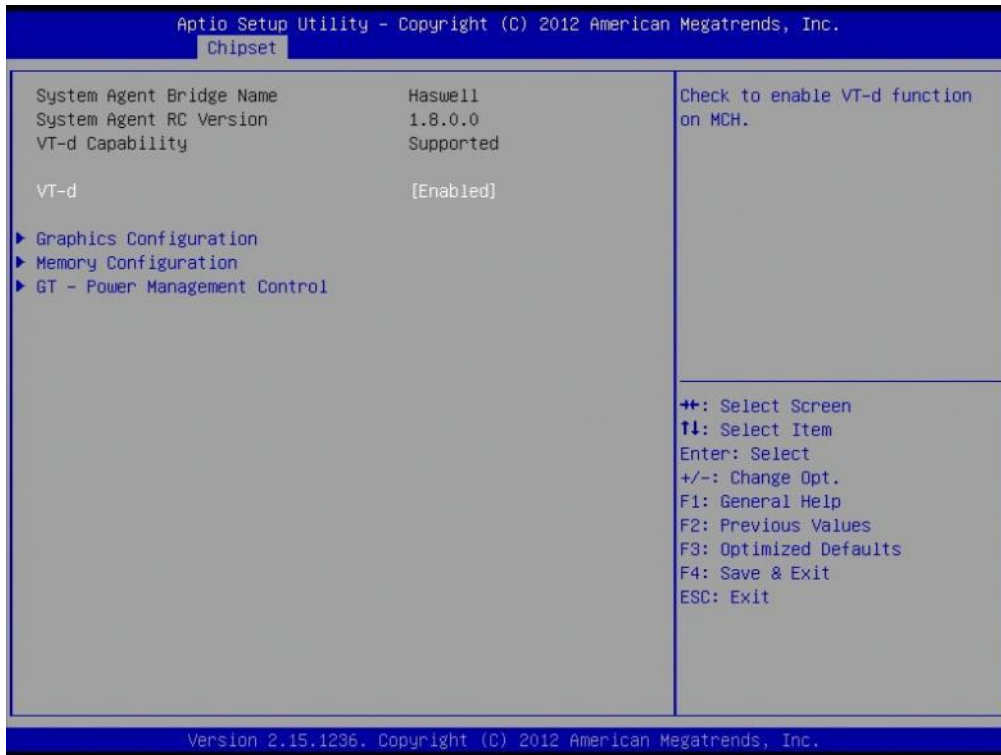 Aptio Setup Utility – Copyright (C) 2012 American Megatrends, Inc.
Chipset
System Agent Bridge Name Haswell
System Agent RC Version 1.8.0.0
VT-d Capability Supported
VT-d [Enabled]
Graphics Configuration
Memory Configuration
GT – Power Management Control
Check to enable VT-d function
on MCH.
→←: Select Screen
↑↓: Select Item
Enter: Select
+/-: Change Opt.
F1: General Help
F2: Previous Values
F3: Optimized Defaults
F4: Save & Exit
ESC: Exit
Version 2.15.1236. Copyright (C) 2012 American Megatrends, Inc.